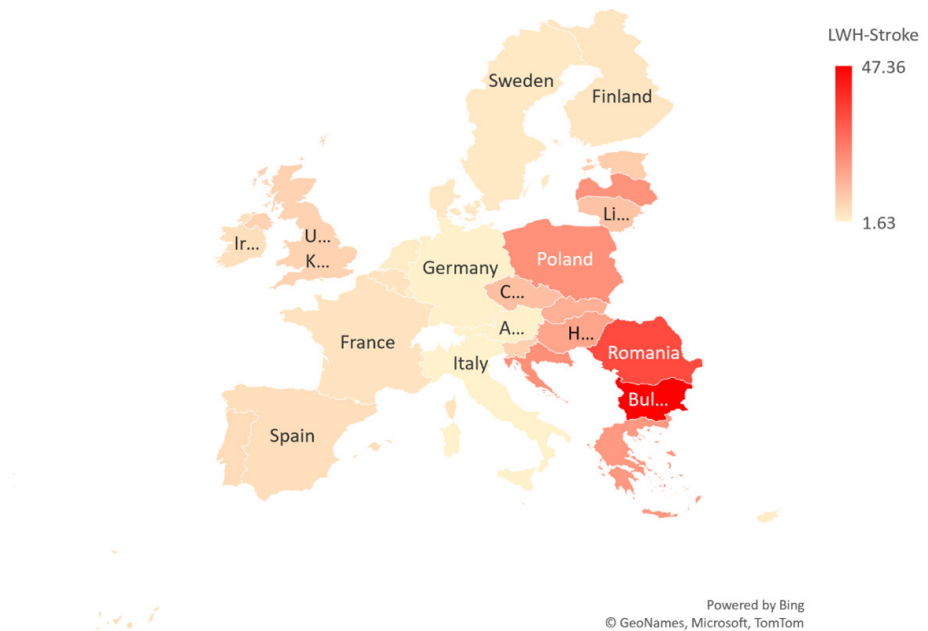 LWH-Stroke
47.36
1.63
Sweden
Finland
Li...
Ir...
U...
K...
Germany
Poland
C...
A...
H...
France
Italy
Romania
Bul...
Spain
Powered by Bing
© GeoNames, Microsoft, TomTom